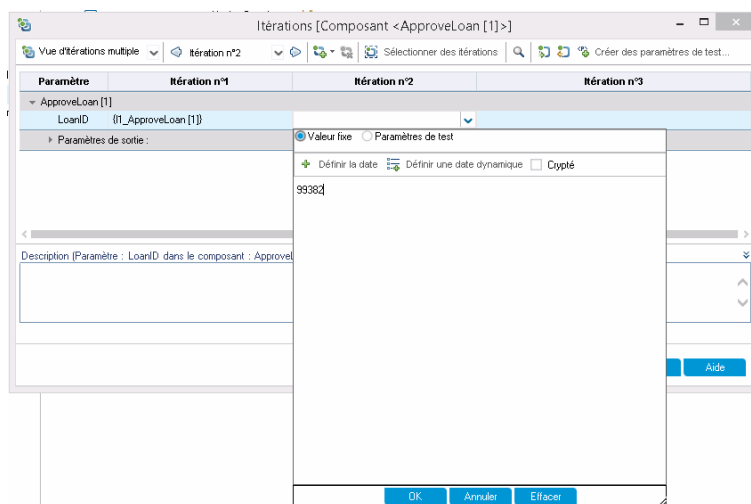 Itérations [Composant <ApproveLoan [1]>]
Vue d'itérations multiple Itération n°2 Sélectionner des itérations Créer des paramètres de test...
Paramètre Itération n°1 Itération n°2 Itération n°3
ApproveLoan [1]
LoanID {I1_ApproveLoan [1]}
Paramètres de sortie :
Valeur fixe Paramètres de test
Définir la date Définir une date dynamique Crypté
99382
Description (Paramètre : LoanID dans le composant :
Aide
OK Annuler Effacer